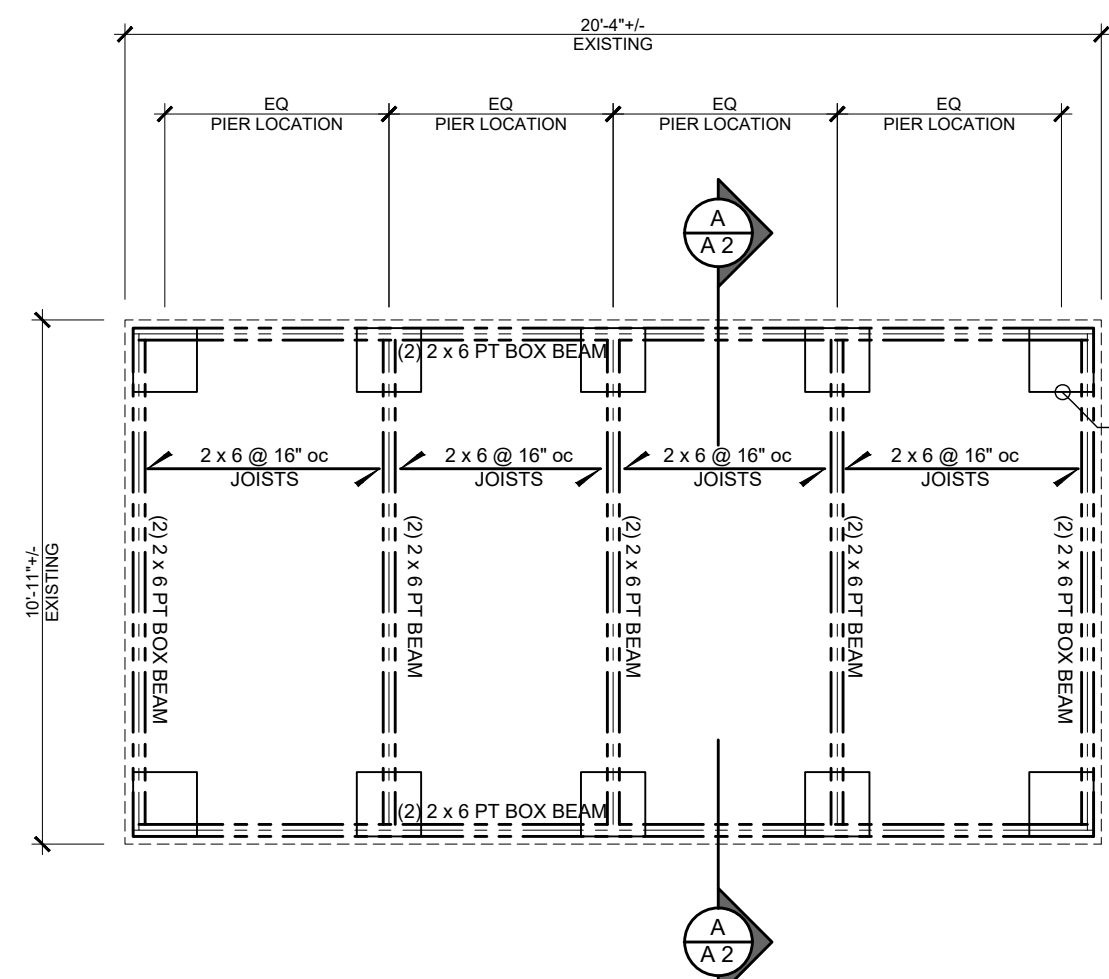 20'-4"+/-
EXISTING
EQ
PIER LOCATION
EQ
PIER LOCATION
EQ
PIER LOCATION
EQ
PIER LOCATION
A
A 2
(2) 2 x 6 PT BOX BEAM
2 x 6 @ 16" oc
JOISTS
2 x 6 @ 16" oc
JOISTS
2 x 6 @ 16" oc
JOISTS
2 x 6 @ 16" oc
JOISTS
10'-11"+/-
EXISTING
(2) 2 x 6 PT BOX BEAM
(2) 2 x 6 PT BEAM
(2) 2 x 6 PT BEAM
(2) 2 x 6 PT BEAM
(2) 2 x 6 PT BOX BEAM
(2) 2 x 6 PT BOX BEAM
A
A 2